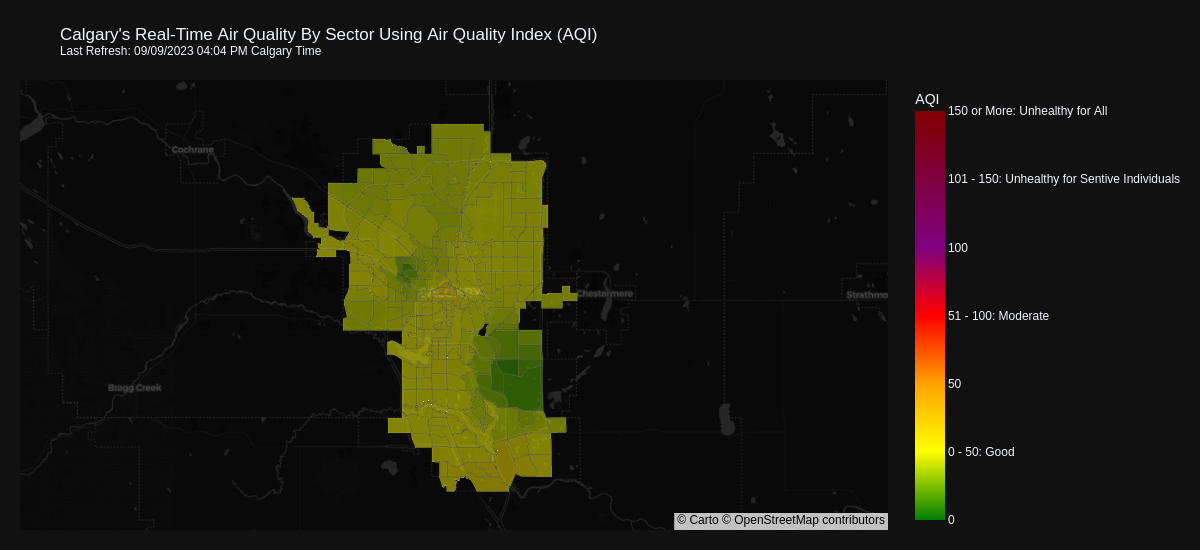 Calgary's Real-Time Air Quality By Sector Using Air Quality Index (AQI)
Last Refresh: 09/09/2023 04:04 PM Calgary Time
AQI
150 or More: Unhealthy for All
Cochrane
101 - 150: Unhealthy for Sentive Individuals
100
Chestermere
Strathmo
51 - 100: Moderate
50
Bragg Creek
0 - 50: Good
0
© Carto © OpenStreetMap contributors